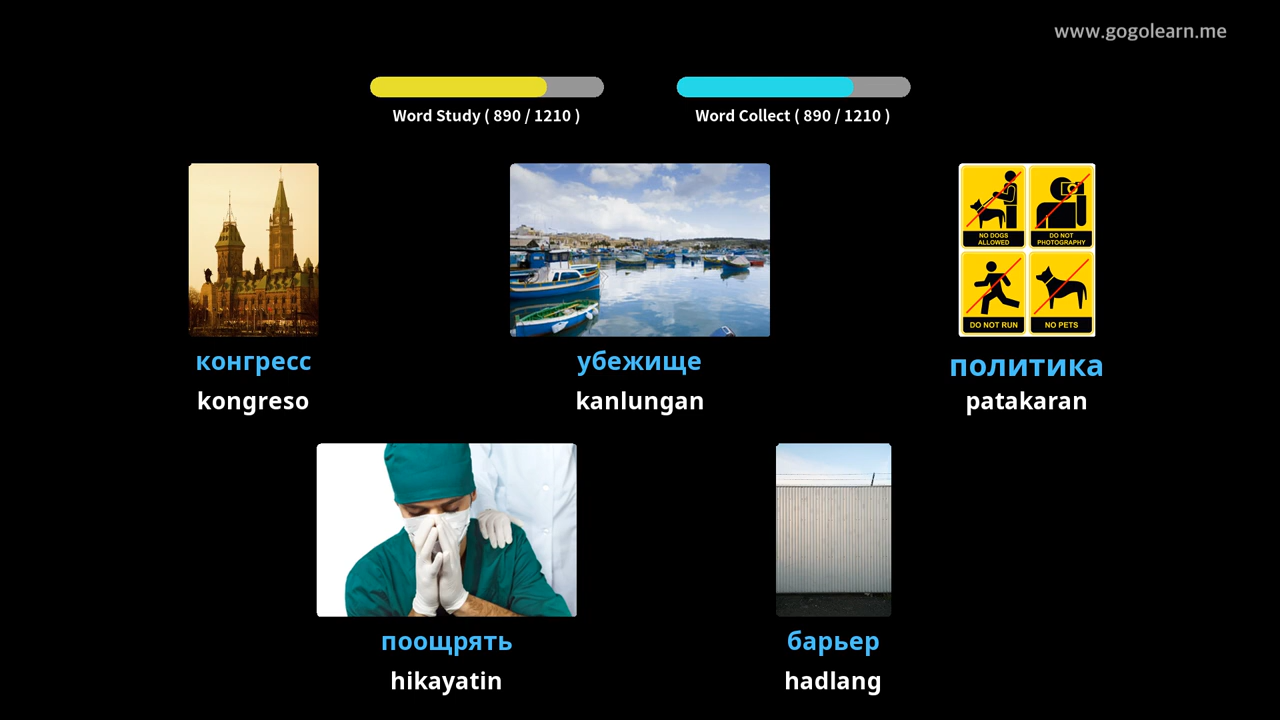 www.gogolearn.me
Word Study ( 890 / 1210 )
Word Collect ( 890 / 1210 )
NO DOGS
ALLOWED
DO NOT
PHOTOGRAPHY
DO NOT RUN
NO PETS
конгресс
kongreso
убежище
kanlungan
политика
patakaran
поощрять
hikayatin
барьер
hadlang